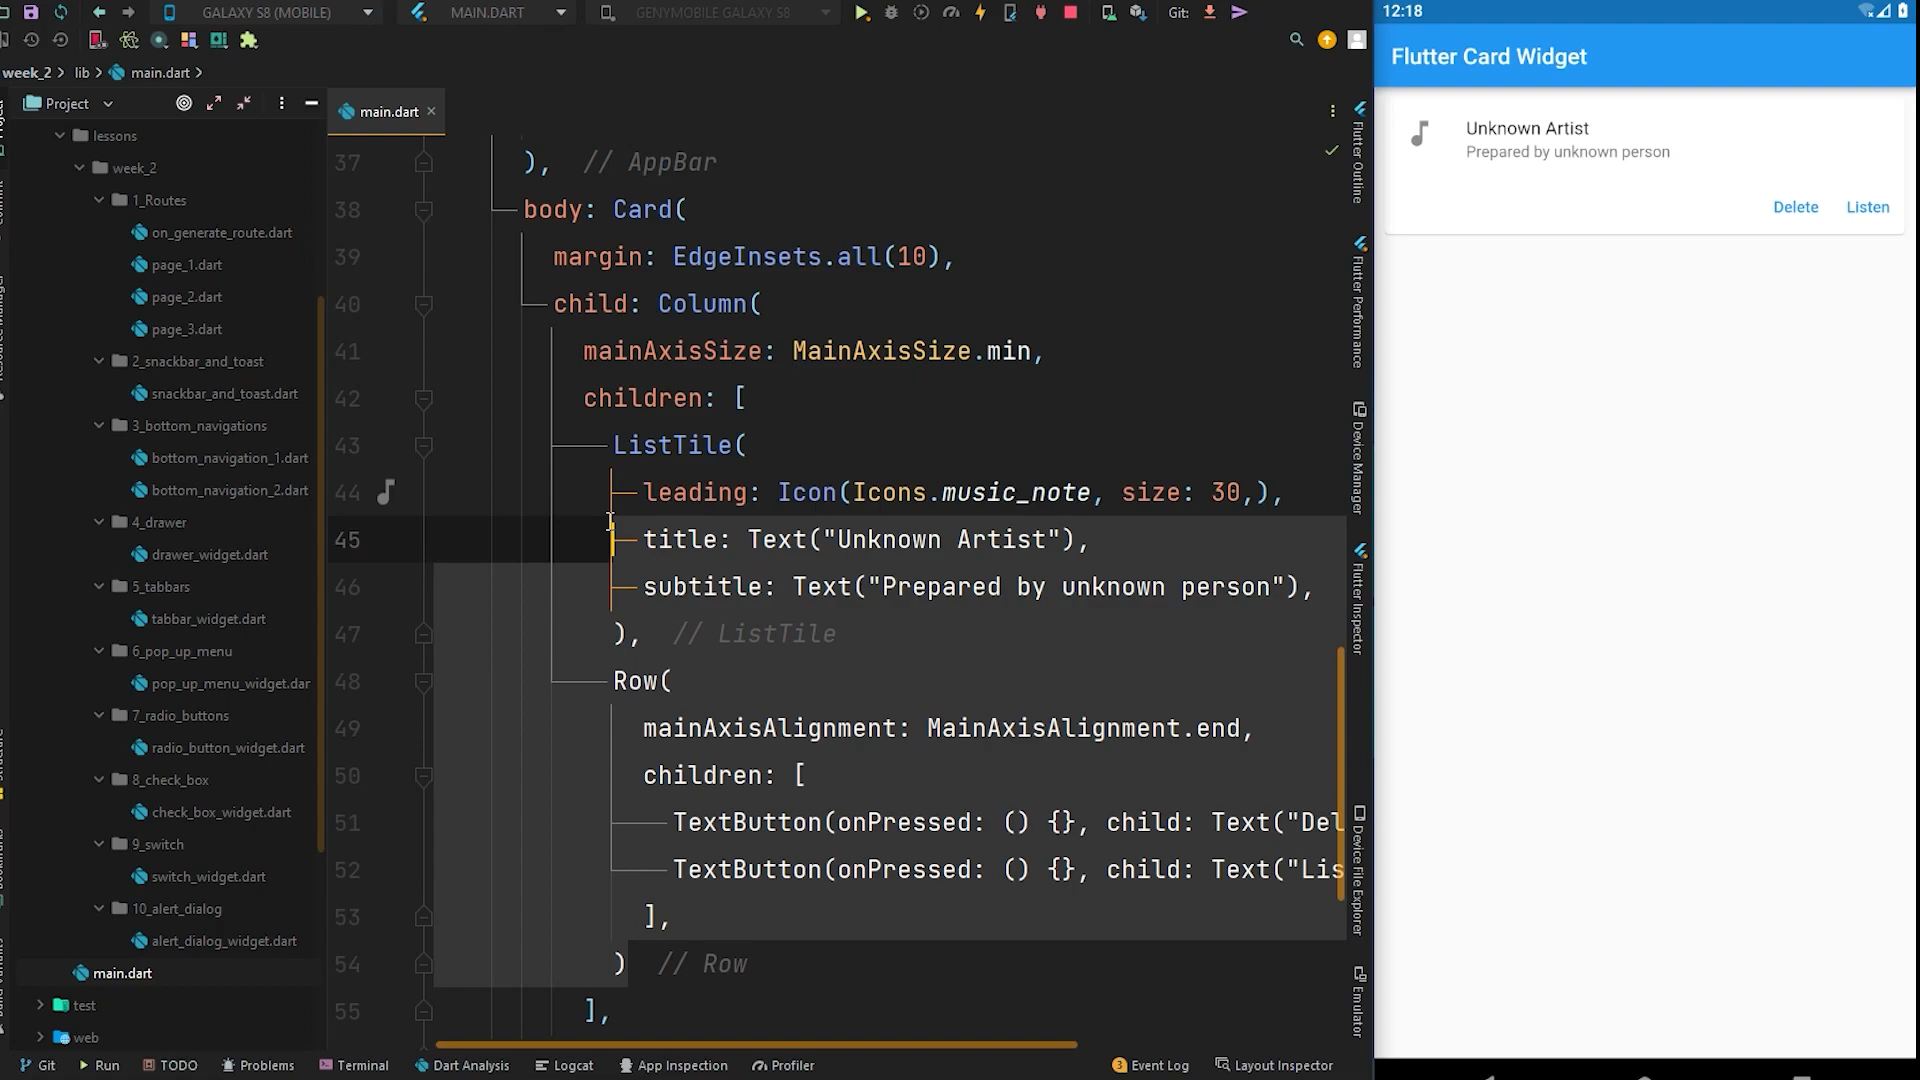 GALAXY S8 (MOBILE)
MAIN.DART
GENYMOBILE GALAXY S8
Git:
week_2
lib
main.dart
Project
lessons
week_2
1_Routes
on_generate_route.dart
page_1.dart
page_2.dart
page_3.dart
2_snackbar_and_toast
snackbar_and_toast.dart
3_bottom_navigations
bottom_navigation_1.dart
bottom_navigation_2.dart
4_drawer
drawer_widget.dart
5_tabbars
tabbar_widget.dart
6_pop_up_menu
pop_up_menu_widget.dar
7_radio_buttons
radio_button_widget.dart
8_check_box
check_box_widget.dart
9_switch
switch_widget.dart
10_alert_dialog
alert_dialog_widget.dart
main.dart
test
web
main.dart
37 ), // AppBar
38 body: Card(
39 margin: EdgeInsets.all(10),
40 child: Column(
41 mainAxisSize: MainAxisSize.min,
42 children: [
43 ListTile(
44 leading: Icon(Icons.music_note, size: 30,),
45 title: Text("Unknown Artist"),
46 subtitle: Text("Prepared by unknown person"),
47 ), // ListTile
48 Row(
49 mainAxisAlignment: MainAxisAlignment.end,
50 children: [
51 TextButton(onPressed: () {}, child: Text("Del
52 TextButton(onPressed: () {}, child: Text("Lis
53 ],
54 ) // Row
55 ],
Flutter Outline
Flutter Performance
Device Manager
Flutter Inspector
Device File Explorer
Emulator
Git
Run
TODO
Problems
Terminal
Dart Analysis
Logcat
App Inspection
Profiler
3 Event Log
Layout Inspector
12:18
Flutter Card Widget
Unknown Artist
Prepared by unknown person
Delete
Listen